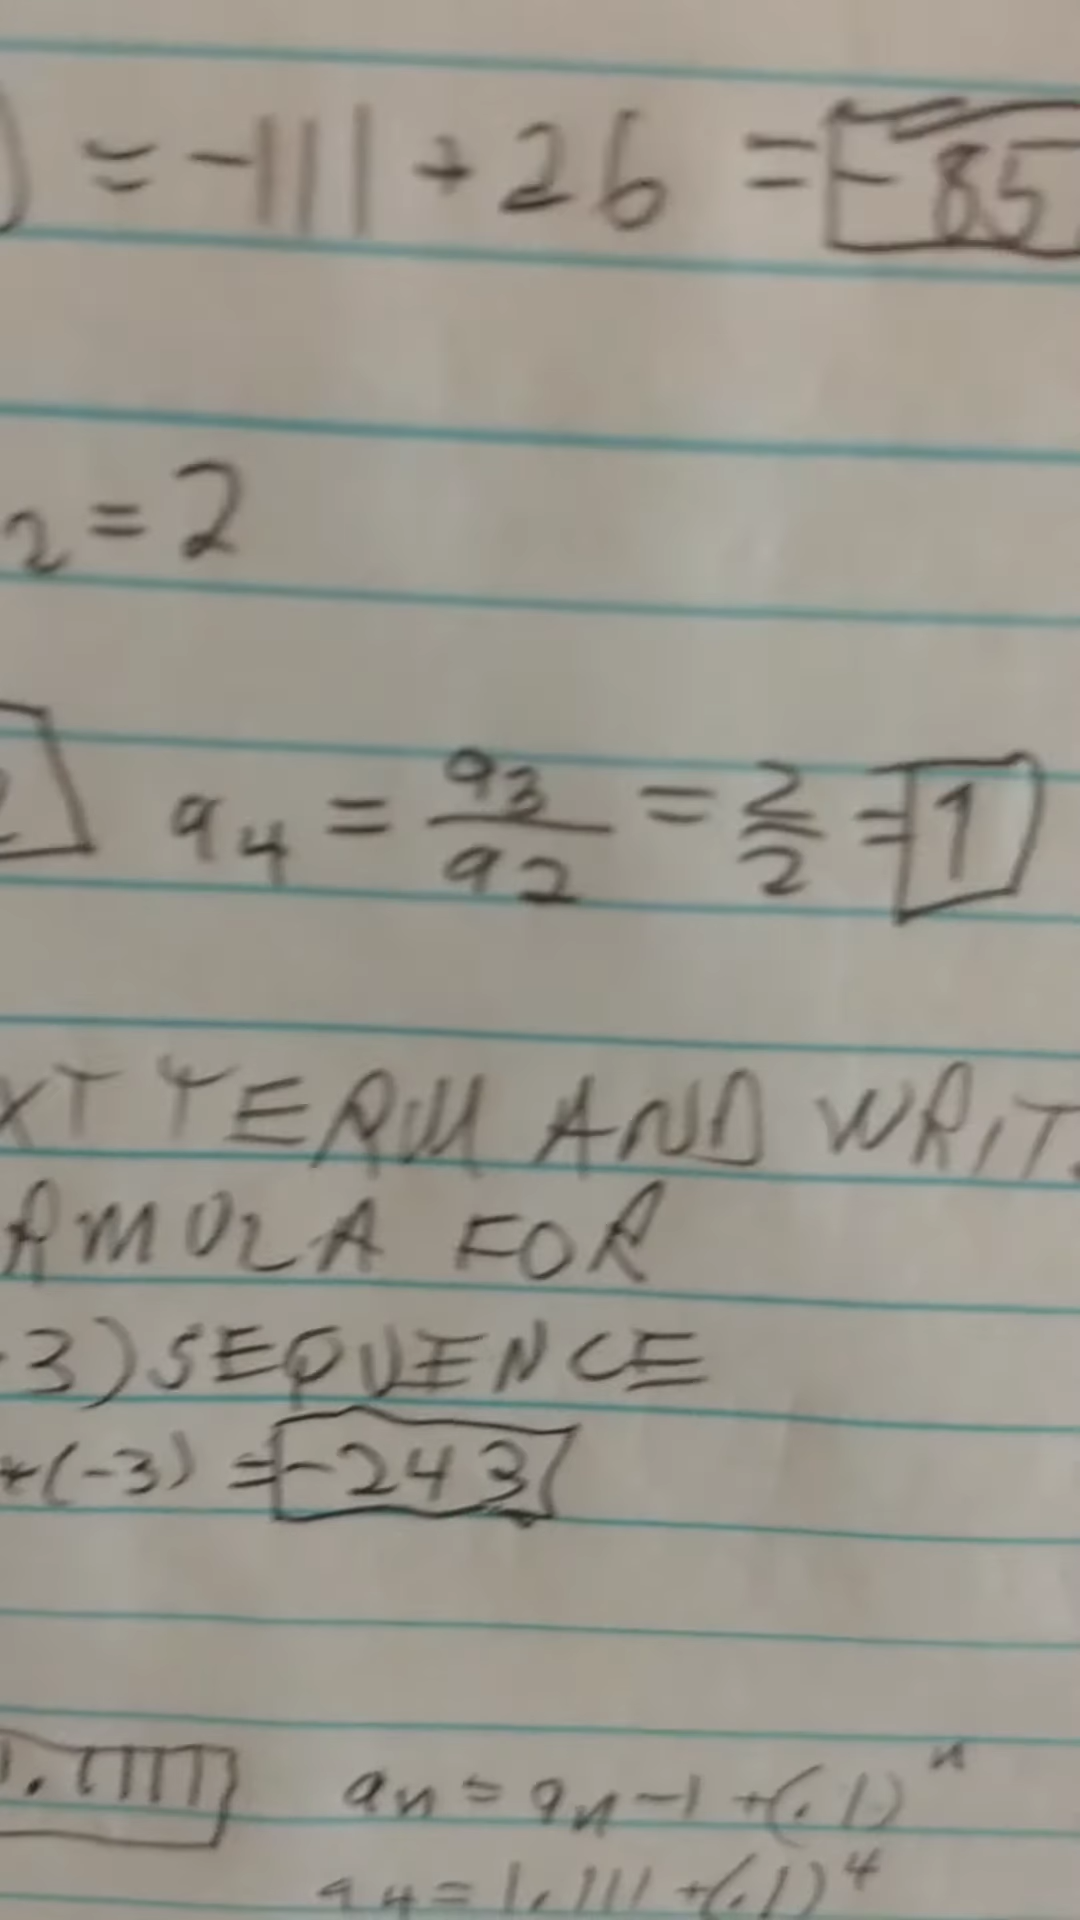 ) = -111 + 26 = -85
2 = 2
a4 = a3/a2 = 2/2 = 1
XT TERM AND WRIT
RMULA FOR
3) SEQUENCE
*(-3) = -243
1.1111 an = an-1 + (.1)^n
a4 = 1.111 + (.1)^4